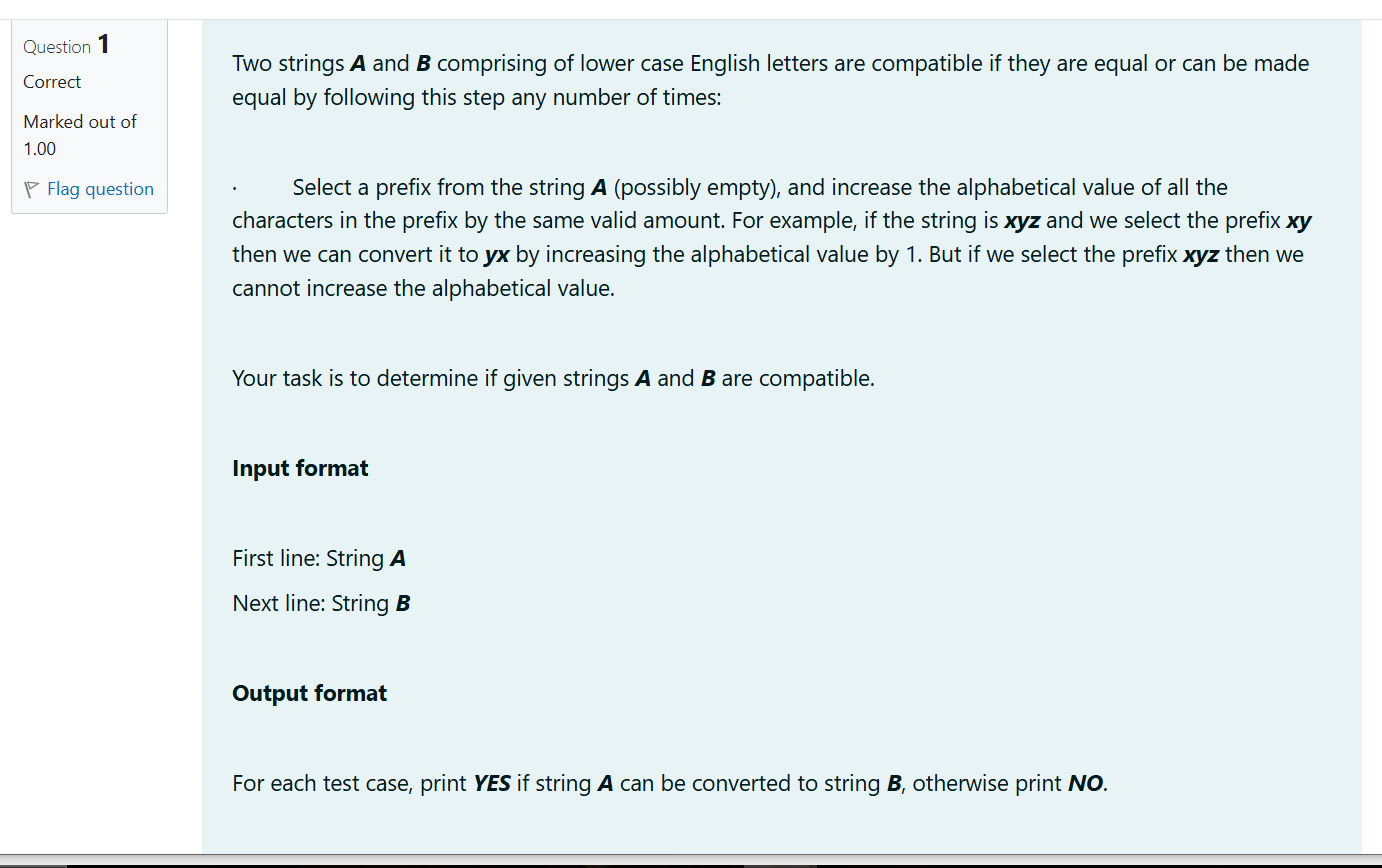 Question 1
Correct
Marked out of
1.00
Flag question
Two strings A and B comprising of lower case English letters are compatible if they are equal or can be made
equal by following this step any number of times:
· Select a prefix from the string A (possibly empty), and increase the alphabetical value of all the
characters in the prefix by the same valid amount. For example, if the string is xyz and we select the prefix xy
then we can convert it to yx by increasing the alphabetical value by 1. But if we select the prefix xyz then we
cannot increase the alphabetical value.
Your task is to determine if given strings A and B are compatible.
Input format
First line: String A
Next line: String B
Output format
For each test case, print YES if string A can be converted to string B, otherwise print NO.